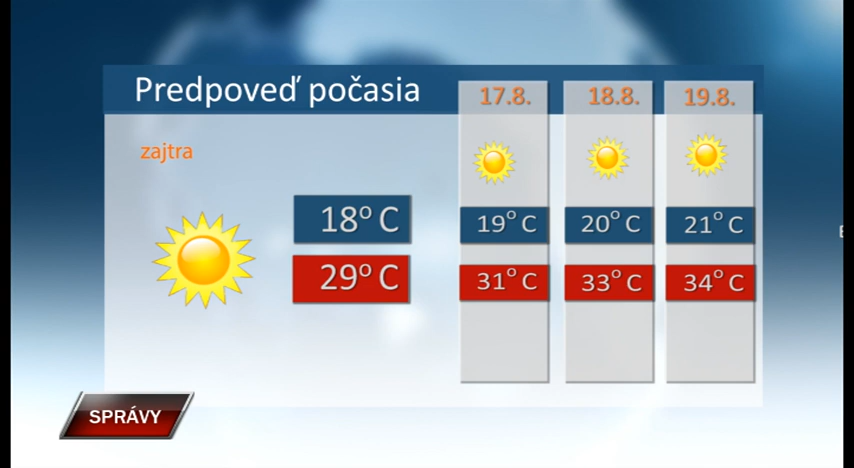 Predpoveď počasia
zajtra
18° C
29° C
17.8.
18.8.
19.8.
19° C
20° C
21° C
31° C
33° C
34° C
SPRÁVY